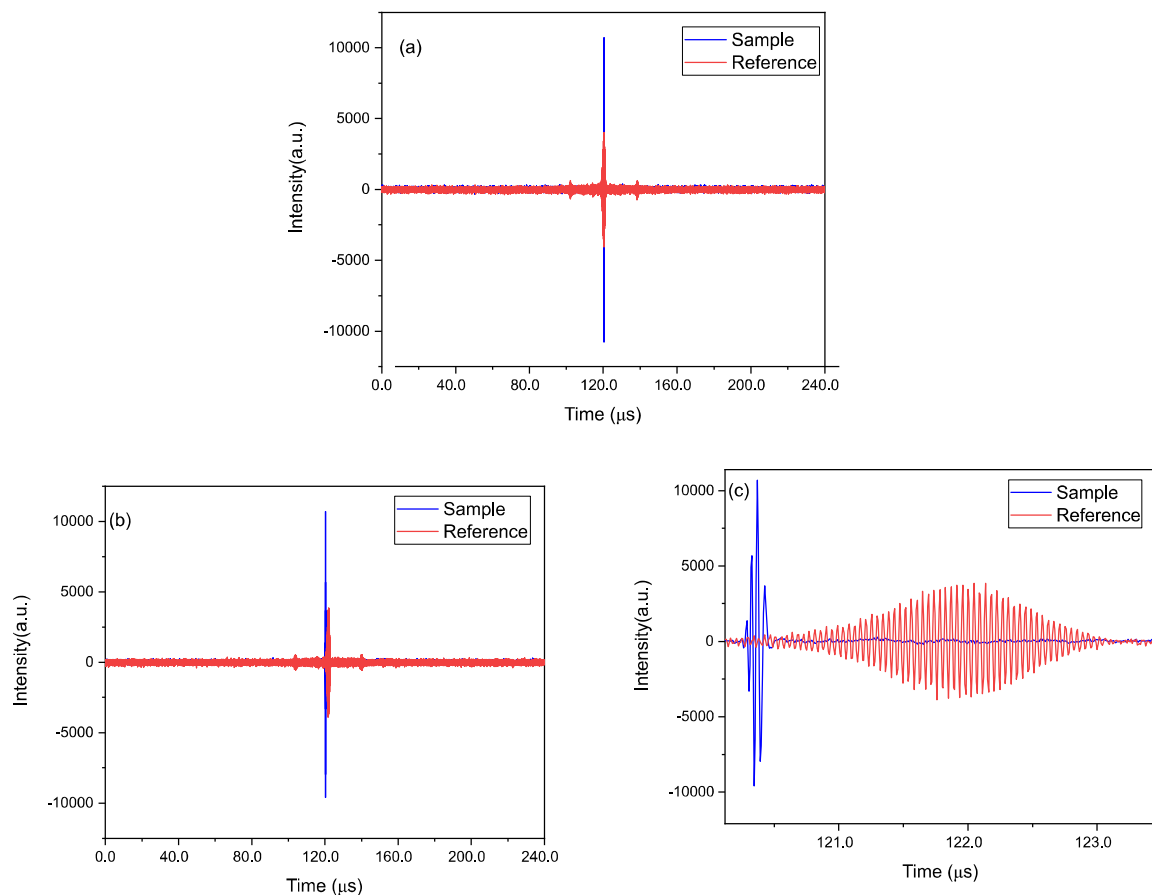 (a)
Sample
Reference
10000
5000
0
-5000
-10000
Intensity(a.u.)
0.0 40.0 80.0 120.0 160.0 200.0 240.0
Time (μs)
(b)
Sample
Reference
10000
5000
0
-5000
-10000
Intensity(a.u.)
0.0 40.0 80.0 120.0 160.0 200.0 240.0
Time (μs)
(c)
Sample
Reference
10000
5000
0
-5000
-10000
Intensity(a.u.)
121.0 122.0 123.0
Time (μs)